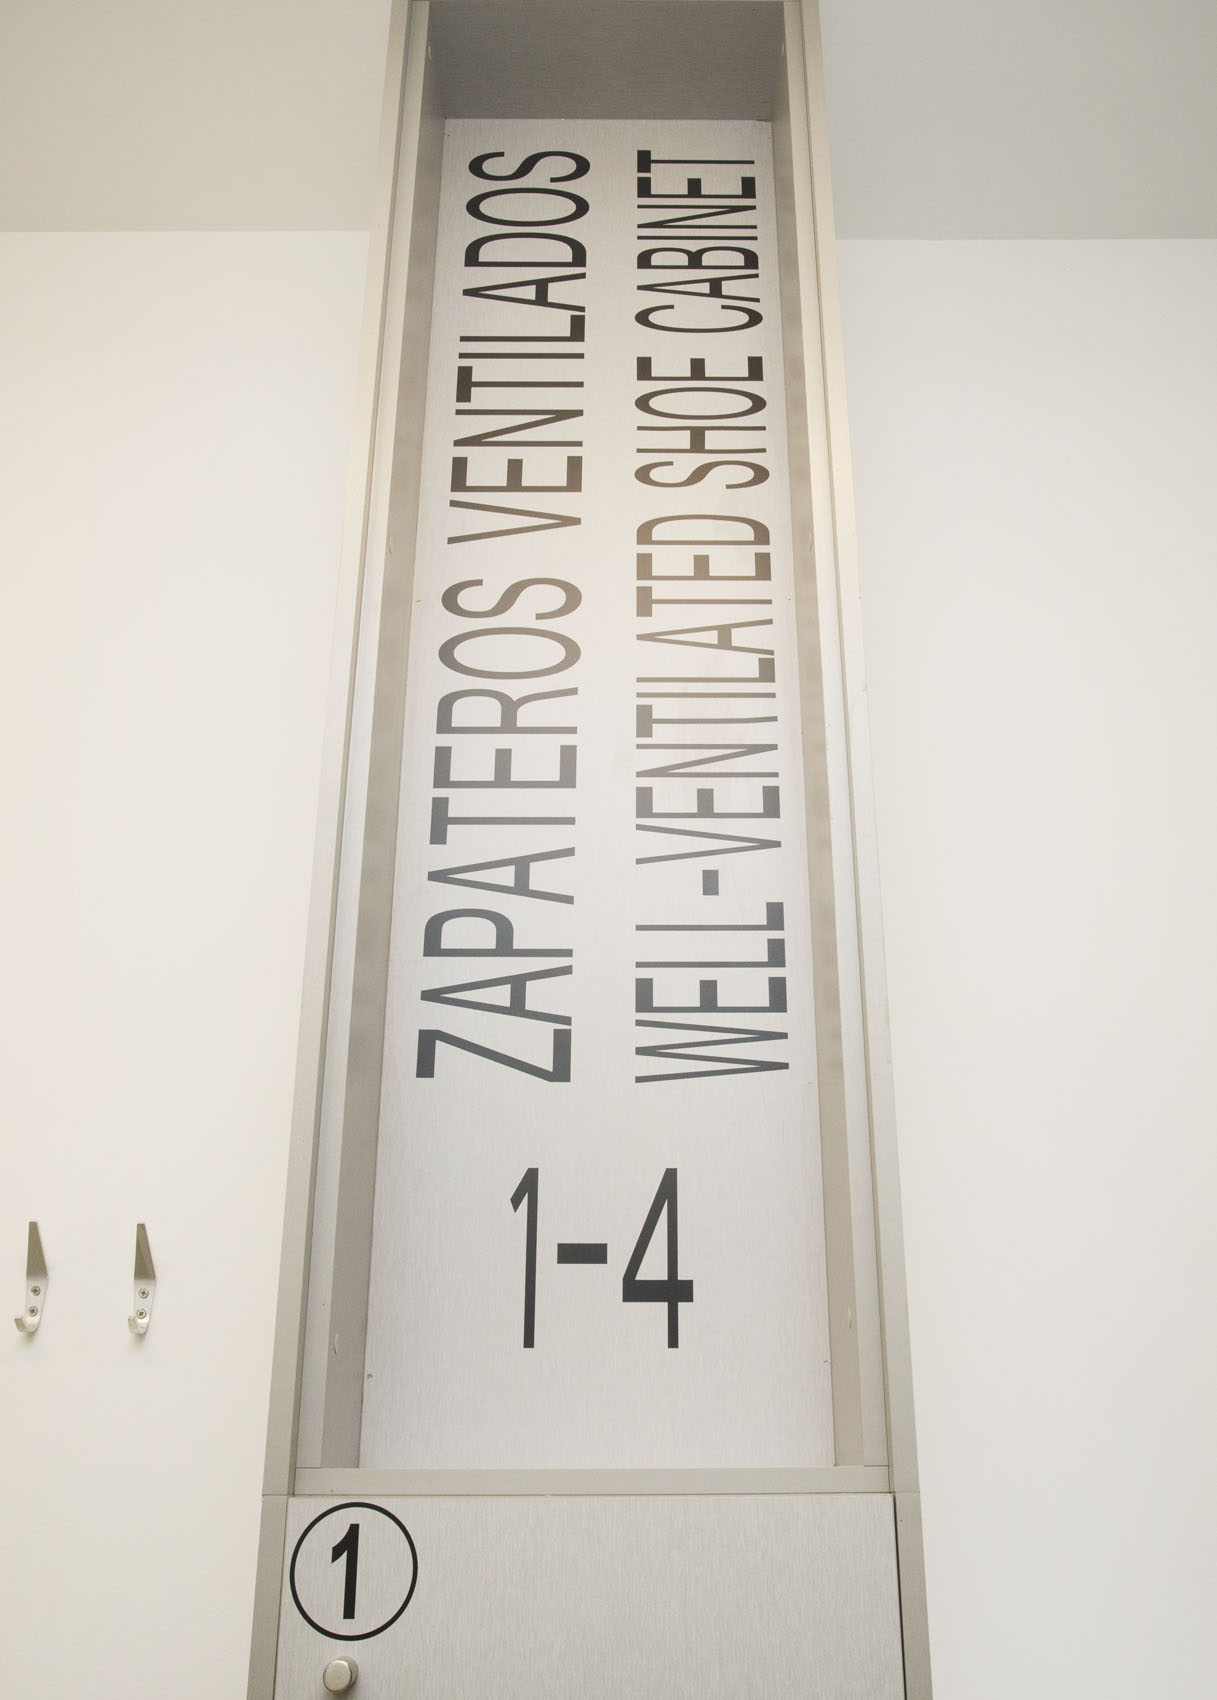 ZAPATEROS VENTILADOS
WELL-VENTILATED SHOE CABINET
1-4
1